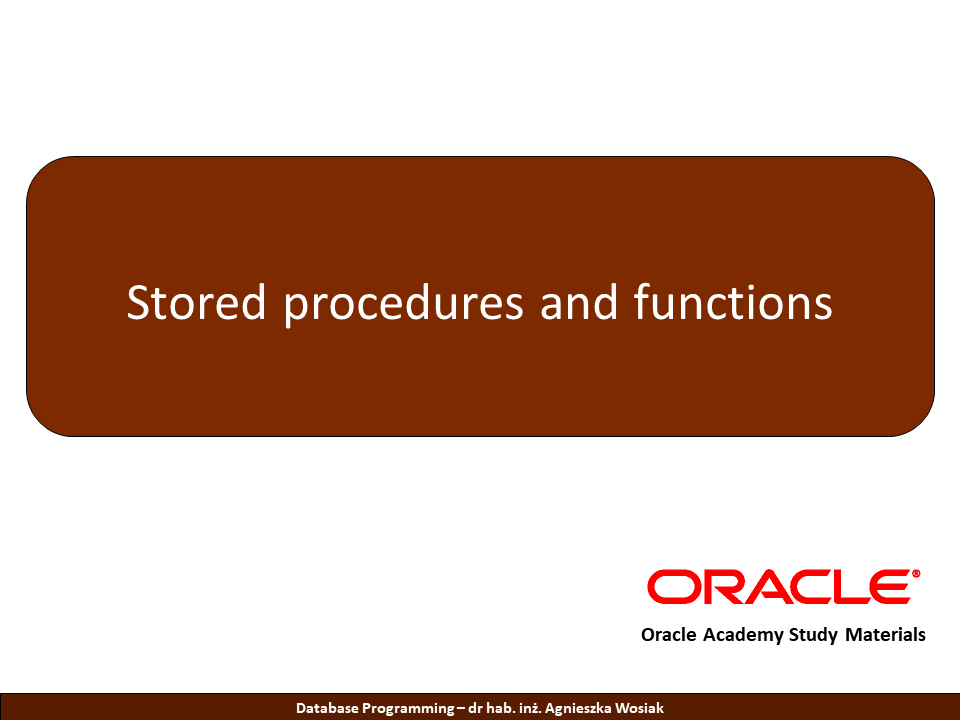 Stored procedures and functions
ORACLE®
Oracle Academy Study Materials
Database Programming – dr hab. inż. Agnieszka Wosiak